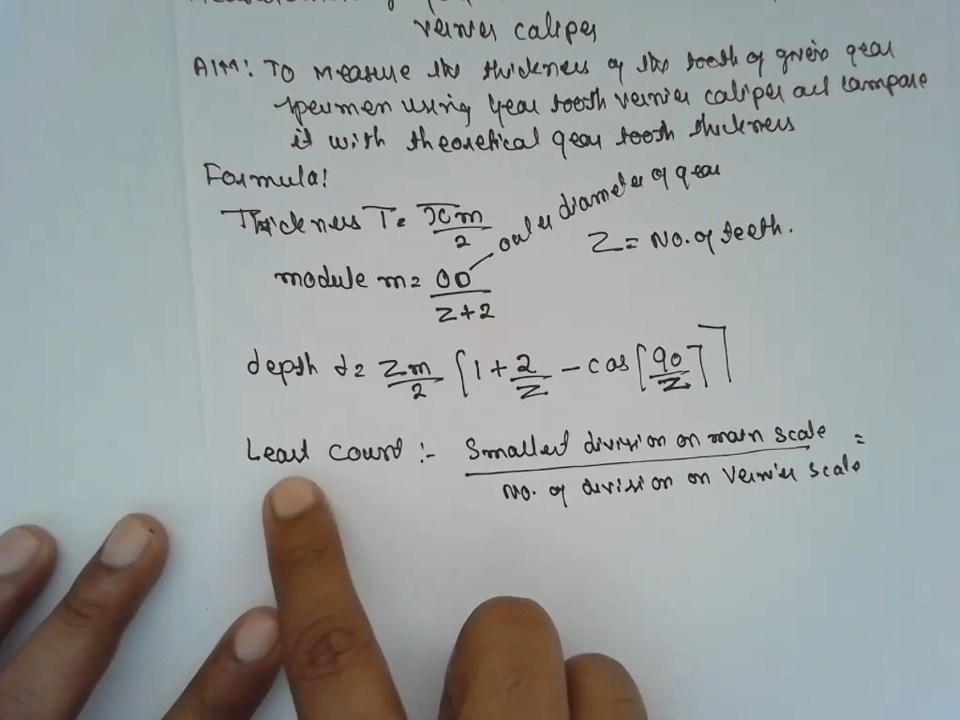 vernier caliper
AIM: To Measure the thickness of the tooth of given gear
specimen using gear tooth vernier caliper and compare
it with theoretical gear tooth thickness
Formula:
Thickness T = πm/2
outer diameter of gear
Z = No. of teeth.
module m = OD/Z+2
depth d = Zm/2 [1 + 2/Z - cos[90/Z]]
Least count :- Smallest division on main scale =
No. of division on Vernier scale